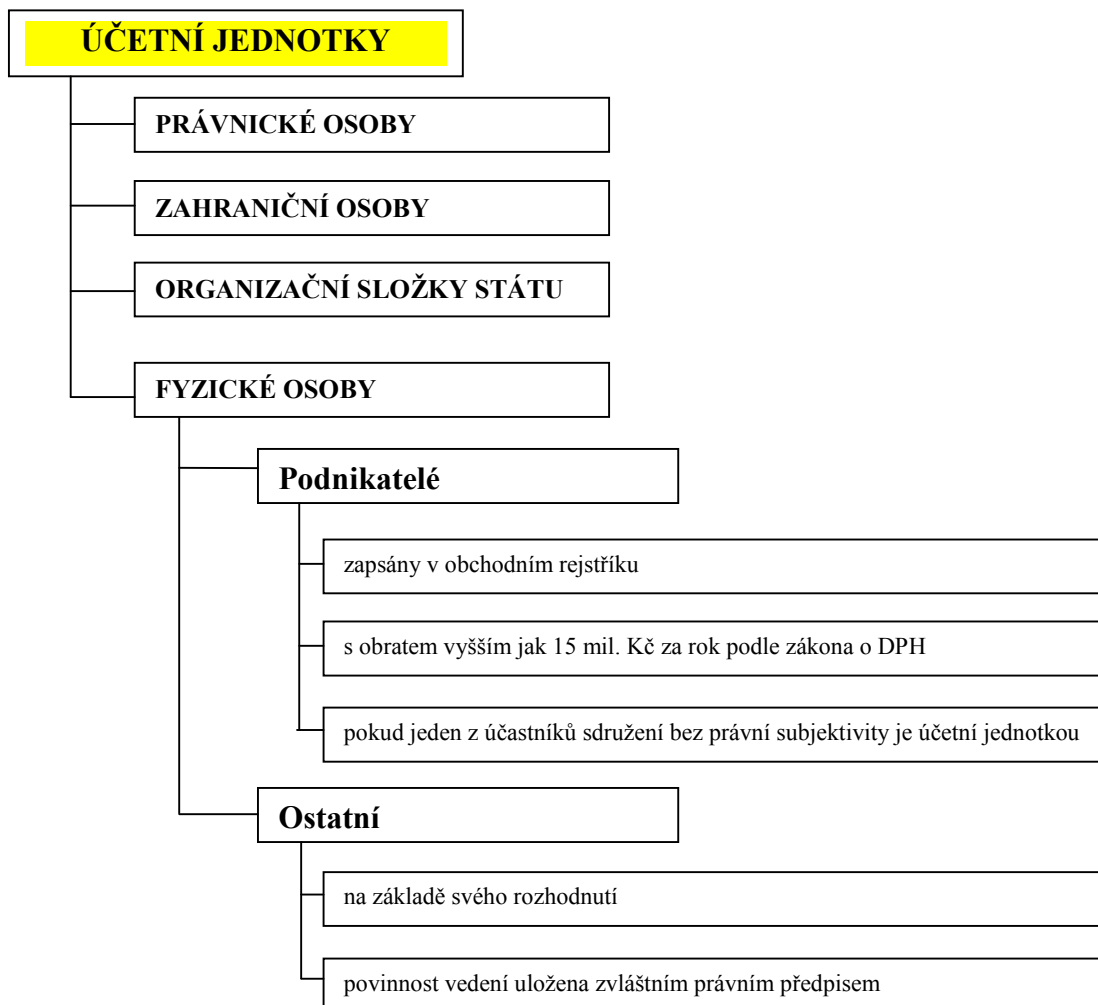 ÚČETNÍ JEDNOTKY
PRÁVNICKÉ OSOBY
ZAHRANIČNÍ OSOBY
ORGANIZAČNÍ SLOŽKY STÁTU
FYZICKÉ OSOBY
Podnikatelé
zapsány v obchodním rejstříku
s obratem vyšším jak 15 mil. Kč za rok podle zákona o DPH
pokud jeden z účastníků sdružení bez právní subjektivity je účetní jednotkou
Ostatní
na základě svého rozhodnutí
povinnost vedení uložena zvláštním právním předpisem